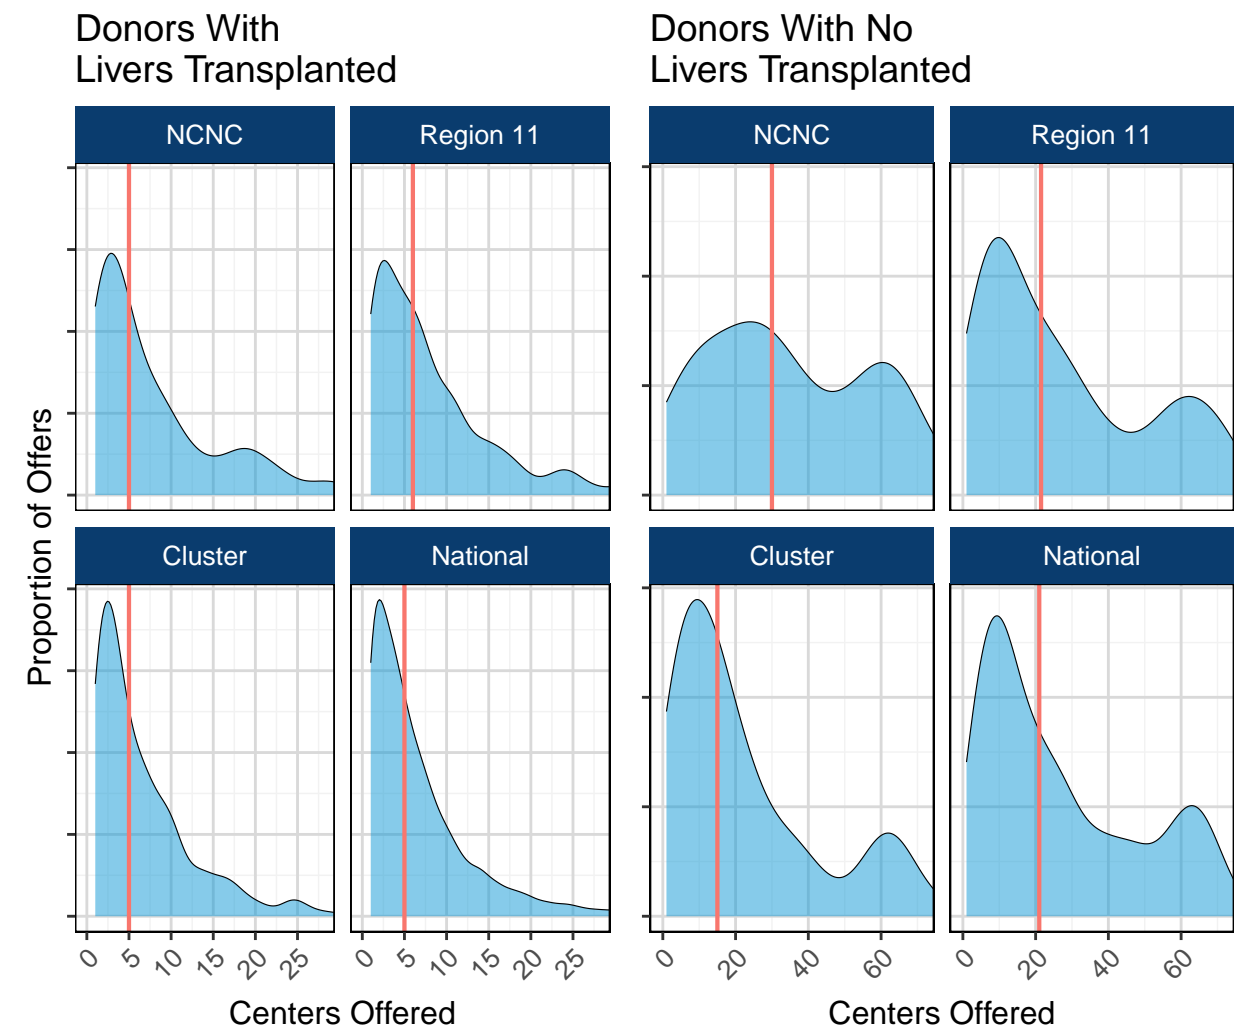 Donors With
Livers Transplanted
Donors With No
Livers Transplanted
NCNC
Region 11
NCNC
Region 11
Proportion of Offers
Cluster
National
Cluster
National
0 5 10 15 20 25
0 5 10 15 20 25
0 20 40 60
0 20 40 60
Centers Offered
Centers Offered